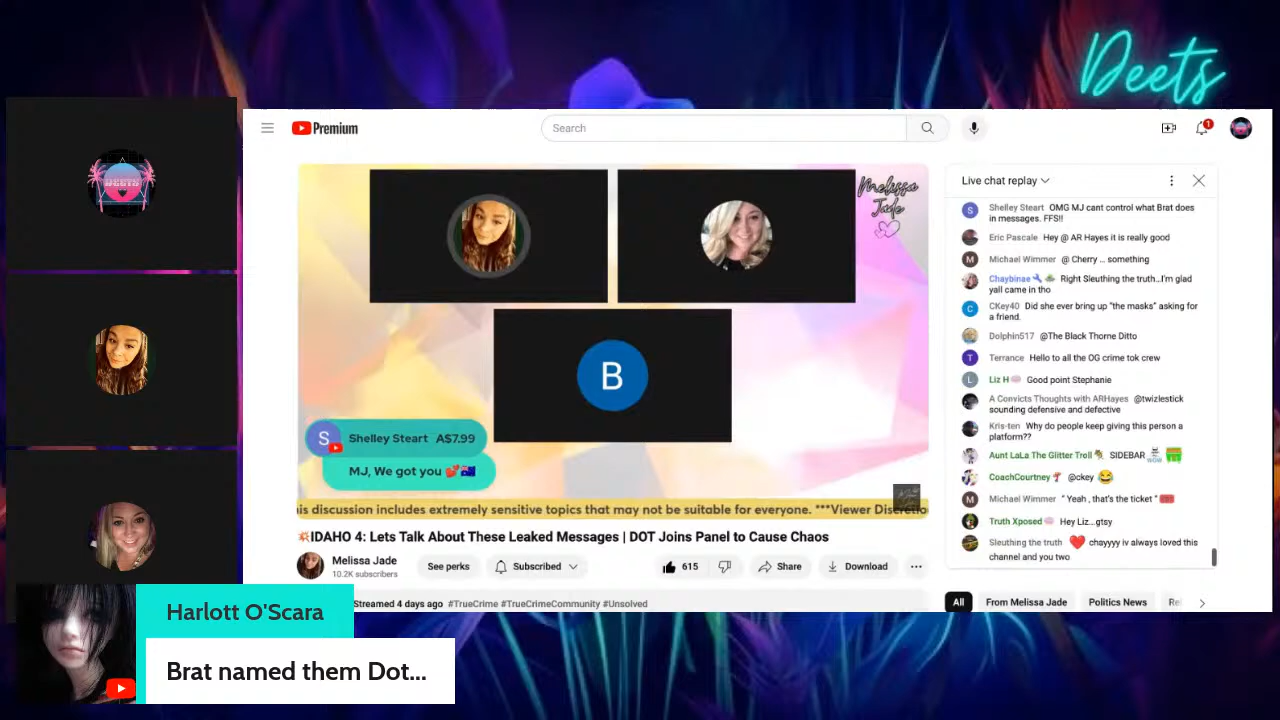 Deets
DEETS
Premium
Search
1
Melissa
Jade
B
S
Shelley Steart A$7.99
MJ, We got you 💕🇦🇺
is discussion includes extremely sensitive topics that may not be suitable for everyone. ***Viewer Discretio
💥IDAHO 4: Lets Talk About These Leaked Messages | DOT Joins Panel to Cause Chaos
Melissa Jade
10.2K subscribers
See perks
Subscribed
615
Share
Download
Streamed 4 days ago #TrueCrime #TrueCrimeCommunity #Unsolved
Live chat replay
S Shelley Steart OMG MJ cant control what Brat does
in messages. FFS!!
Eric Pascale Hey @ AR Hayes it is really good
M Michael Wimmer @ Cherry … something
Chaybinae 🔧 Right Sleuthing the truth...I'm glad
yall came in tho
C CKey40 Did she ever bring up "the masks" asking for
a friend.
Dolphin517 @The Black Thorne Ditto
T Terrance Hello to all the OG crime tok crew
L Liz H Good point Stephanie
A Convicts Thoughts with ARHayes @twizlestick
sounding defensive and defective
Kris-ten Why do people keep giving this person a
platform??
Aunt LaLa The Glitter Troll SIDEBAR
WOW
CoachCourtney @ckey 😂
M Michael Wimmer " Yeah , that's the ticket " 🎟️
Truth Xposed Hey Liz...gtsy
Sleuthing the truth ❤️ chayyyy iv always loved this
channel and you two
All
From Melissa Jade
Politics News
Re
Harlott O'Scara
Brat named them Dot...